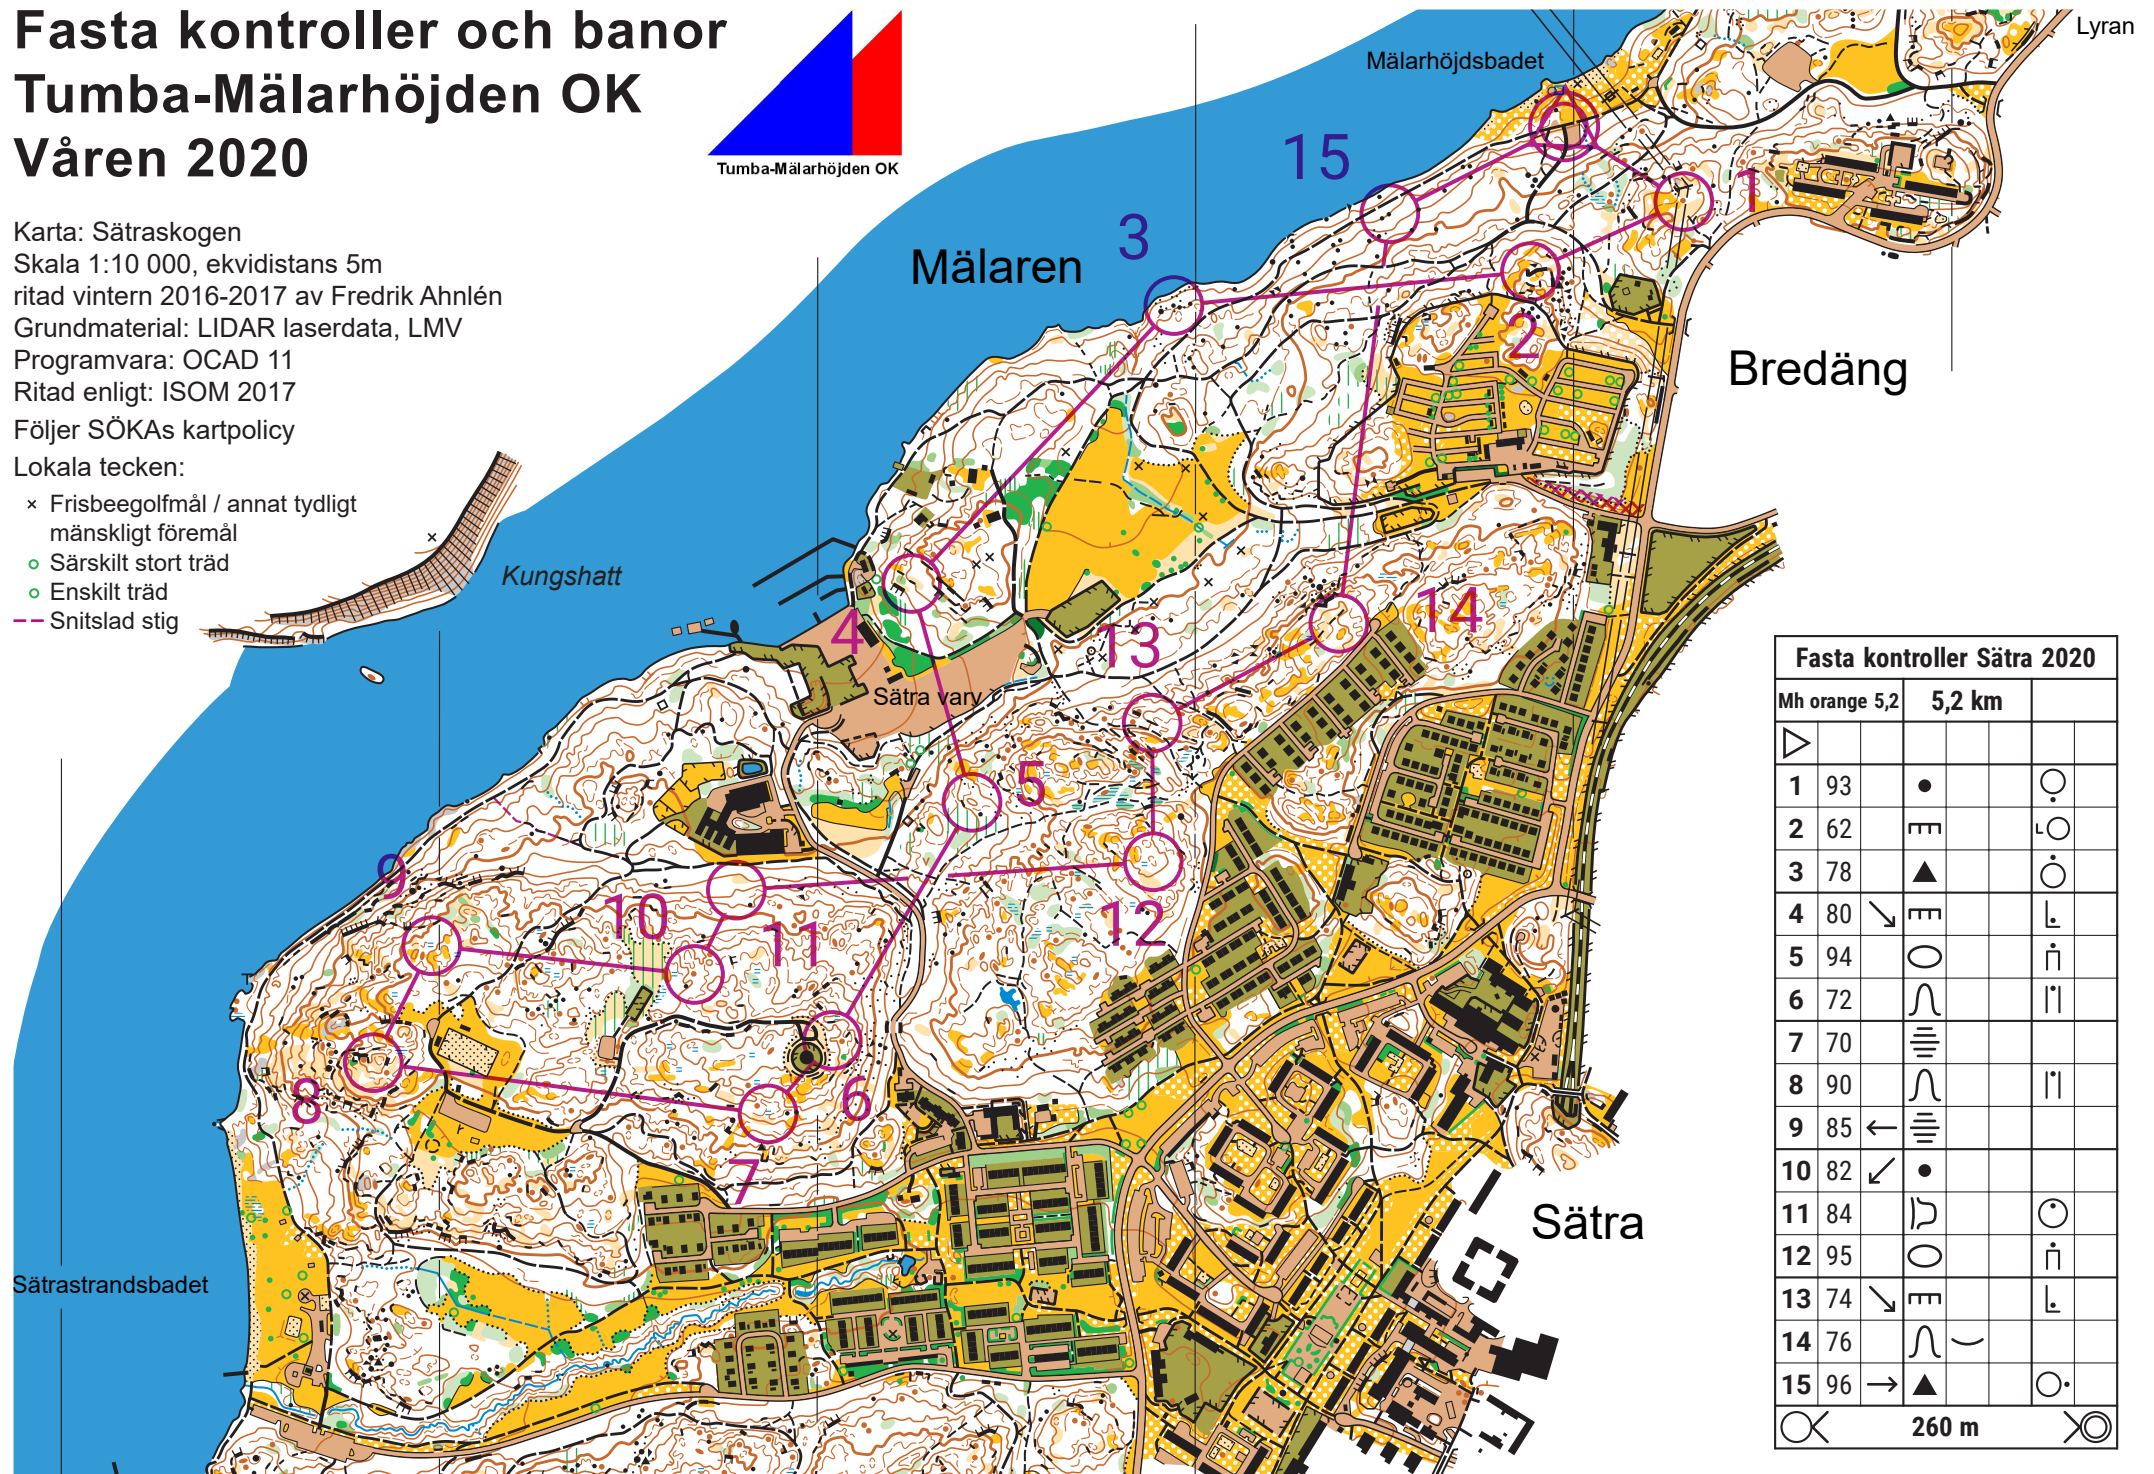 Fasta kontroller och banor
Tumba-Mälarhöjden OK
Våren 2020
Tumba-Mälarhöjden OK
Karta: Sätraskogen
Skala 1:10 000, ekvidistans 5m
ritad vintern 2016-2017 av Fredrik Ahnlén
Grundmaterial: LIDAR laserdata, LMV
Programvara: OCAD 11
Ritad enligt: ISOM 2017
Följer SÖKAs kartpolicy
Lokala tecken:
× Frisbeegolfmål / annat tydligt
mänskligt föremål
Särskilt stort träd
Enskilt träd
Snitslad stig
Lyran
Mälarhöjdsbadet
15
1
3
Mälaren
2
Bredäng
Kungshatt
4
13
14
Sätra varv
5
9
10
11
12
8
6
7
Sätra
Sätrastrandsbadet
Fasta kontroller Sätra 2020
Mh orange 5,2 5,2 km
1 93
2 62
3 78
4 80
5 94
6 72
7 70
8 90
9 85
10 82
11 84
12 95
13 74
14 76
15 96
260 m